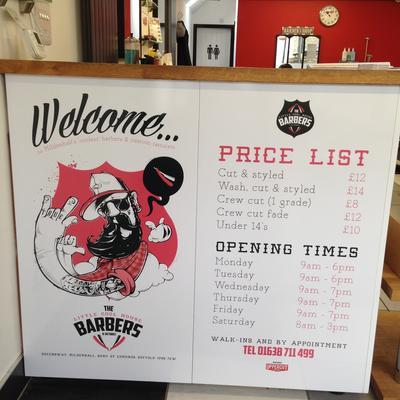 Welcome...
to Mildenhall's coolest barbers &
THE
LITTLE COOL HOUSE
BARBERS
THE
BARBERS
PRICE LIST
Cut & styled £12
Wash, cut & styled £14
Crew cut (1 grade) £8
Crew cut fade £12
Under 14's £10
OPENING TIMES
Monday 9am - 6pm
Tuesday 9am - 6pm
Wednesday 9am - 7pm
Thursday 9am - 7pm
Friday 9am - 7pm
Saturday 8am - 3pm
WALK-INS AND BY APPOINTMENT
TEL 01638 711 499
UPPERCUT